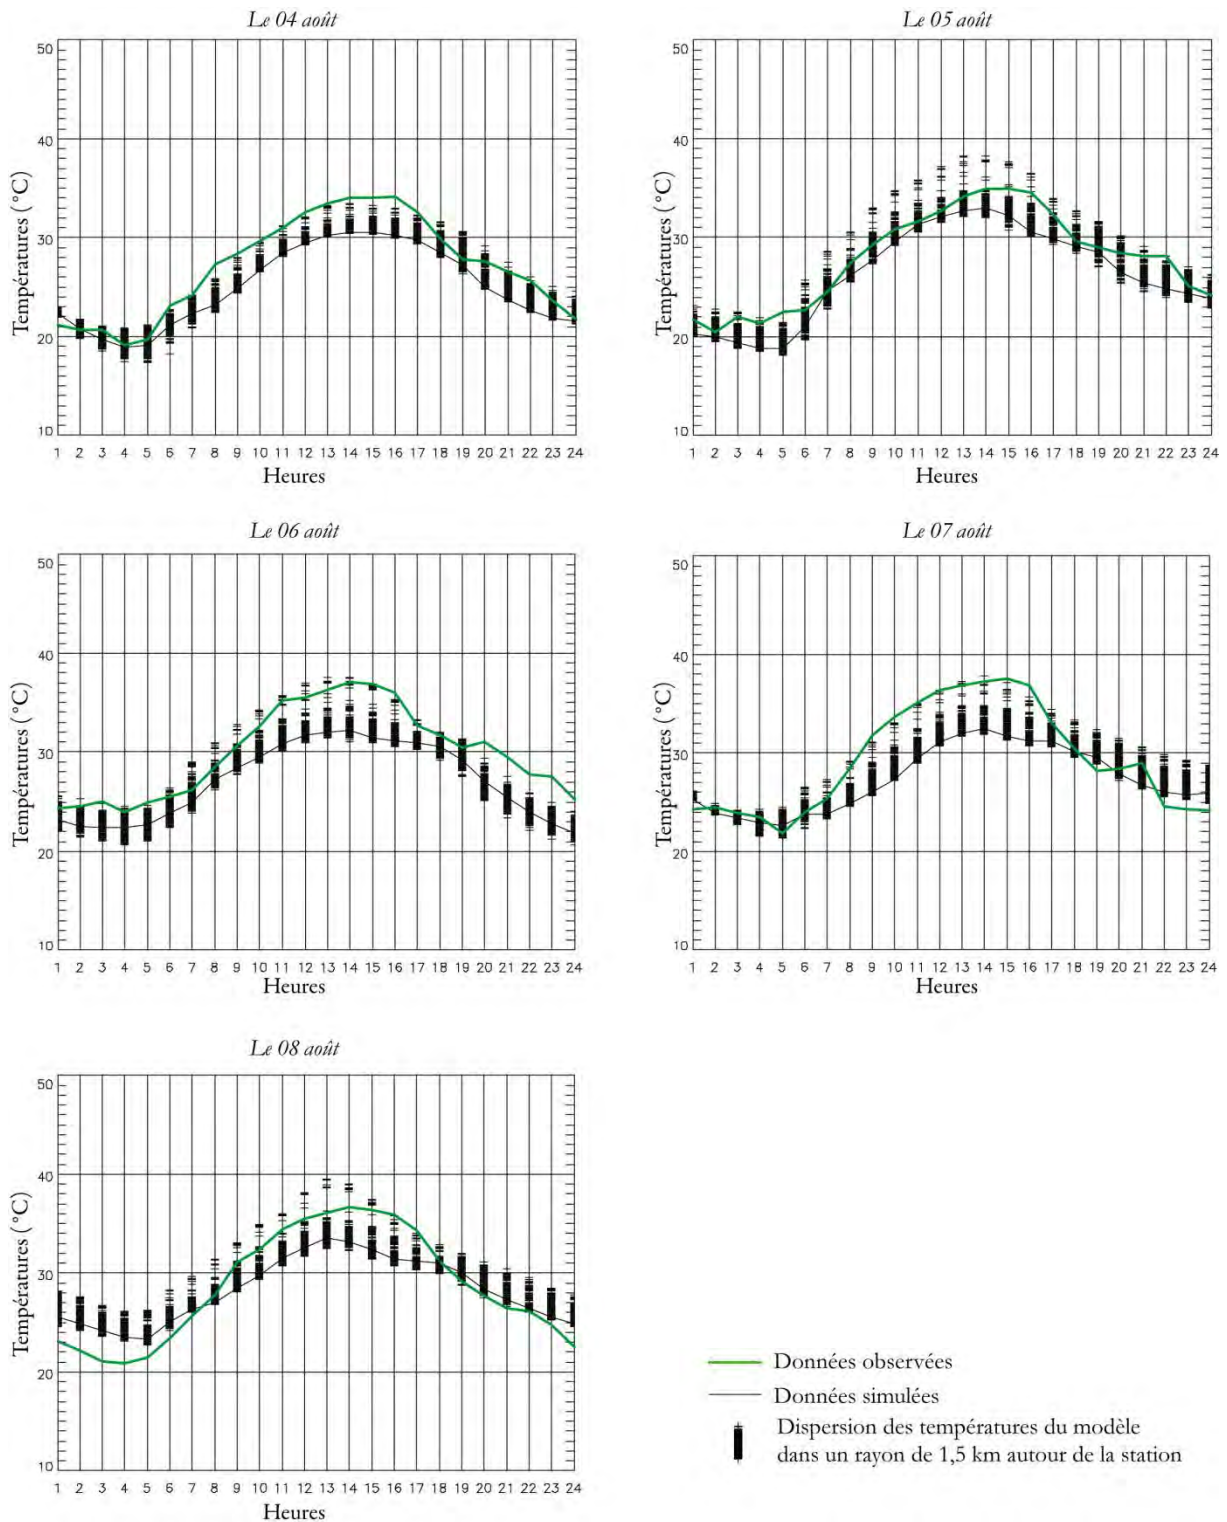 Le 04 août
Températures (°C)
50
40
30
20
10
1 2 3 4 5 6 7 8 9 10 11 12 13 14 15 16 17 18 19 20 21 22 23 24
Heures
Le 05 août
Températures (°C)
50
40
30
20
10
1 2 3 4 5 6 7 8 9 10 11 12 13 14 15 16 17 18 19 20 21 22 23 24
Heures
Le 06 août
Températures (°C)
50
40
30
20
10
1 2 3 4 5 6 7 8 9 10 11 12 13 14 15 16 17 18 19 20 21 22 23 24
Heures
Le 07 août
Températures (°C)
50
40
30
20
10
1 2 3 4 5 6 7 8 9 10 11 12 13 14 15 16 17 18 19 20 21 22 23 24
Heures
Le 08 août
Températures (°C)
50
40
30
20
10
1 2 3 4 5 6 7 8 9 10 11 12 13 14 15 16 17 18 19 20 21 22 23 24
Heures
Données observées
Données simulées
Dispersion des températures du modèle
dans un rayon de 1,5 km autour de la station